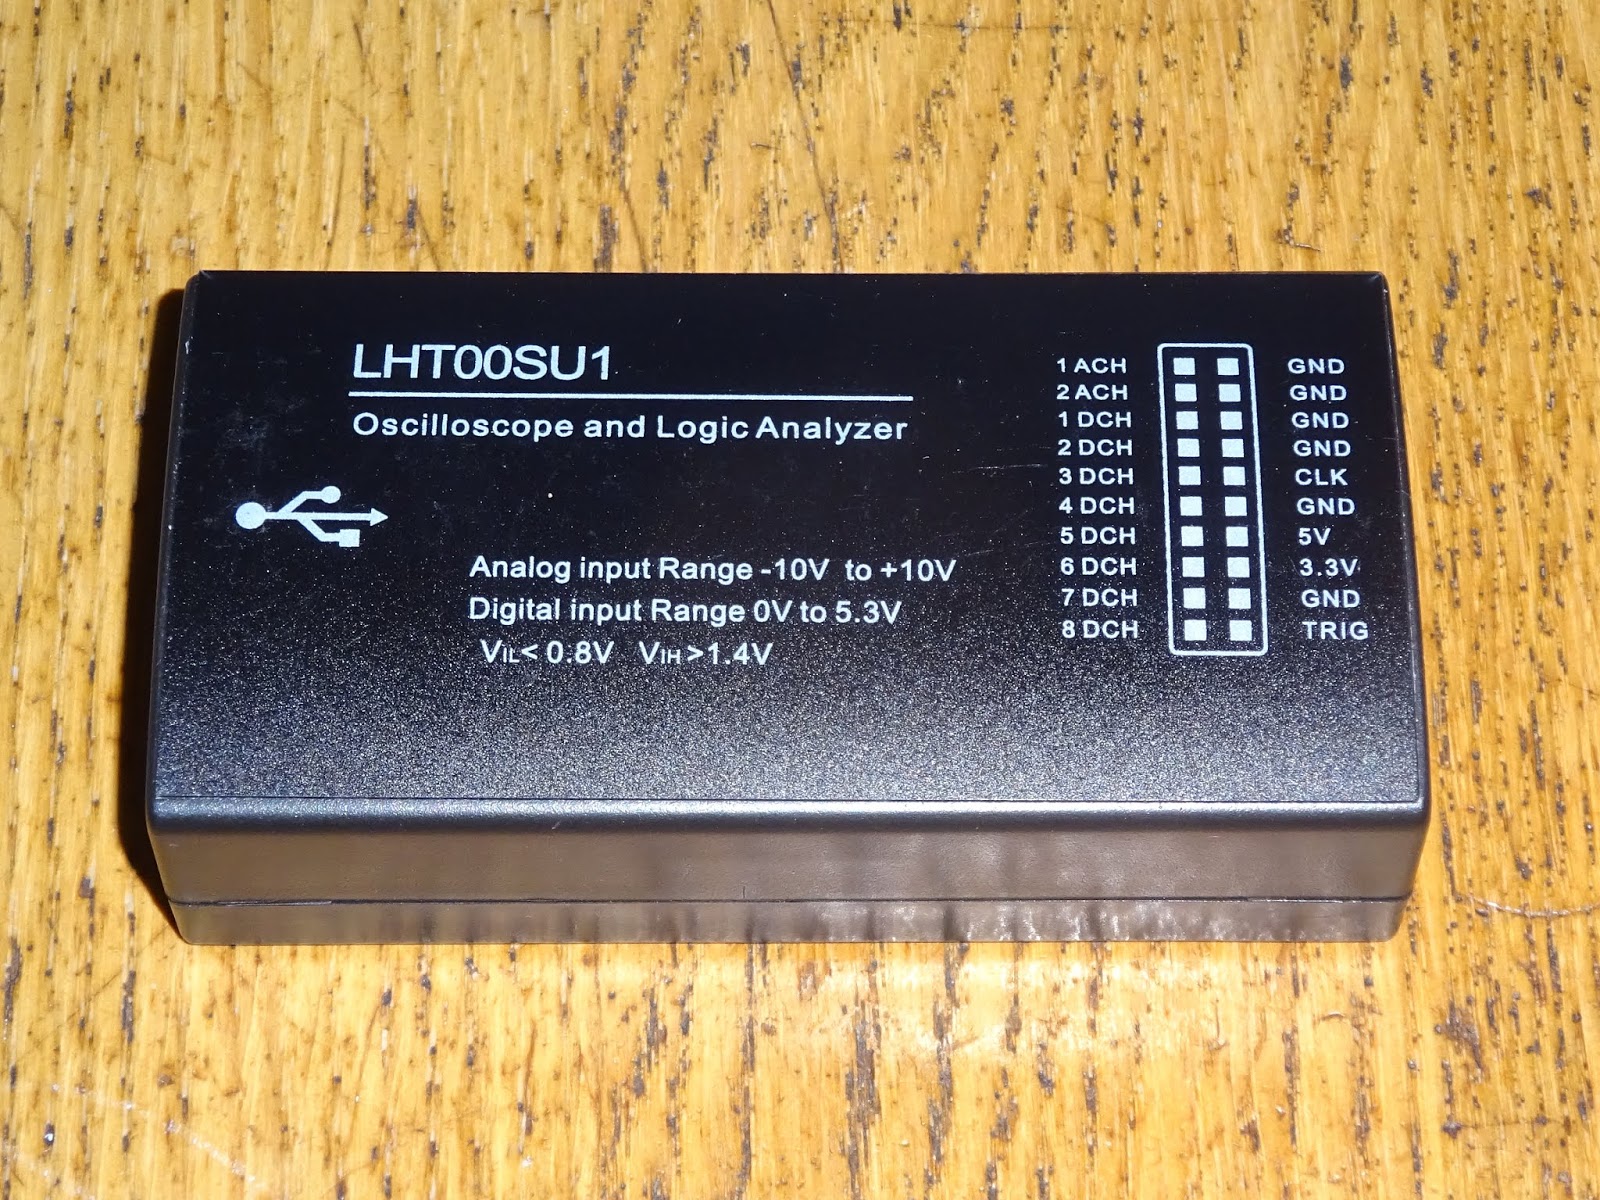 LHT00SU1
Oscilloscope and Logic Analyzer
Analog input Range -10V to +10V
Digital input Range 0V to 5.3V
VIL< 0.8V VIH >1.4V
1 ACH GND
2 ACH GND
1 DCH GND
2 DCH GND
3 DCH CLK
4 DCH GND
5 DCH 5V
6 DCH 3.3V
7 DCH GND
8 DCH TRIG